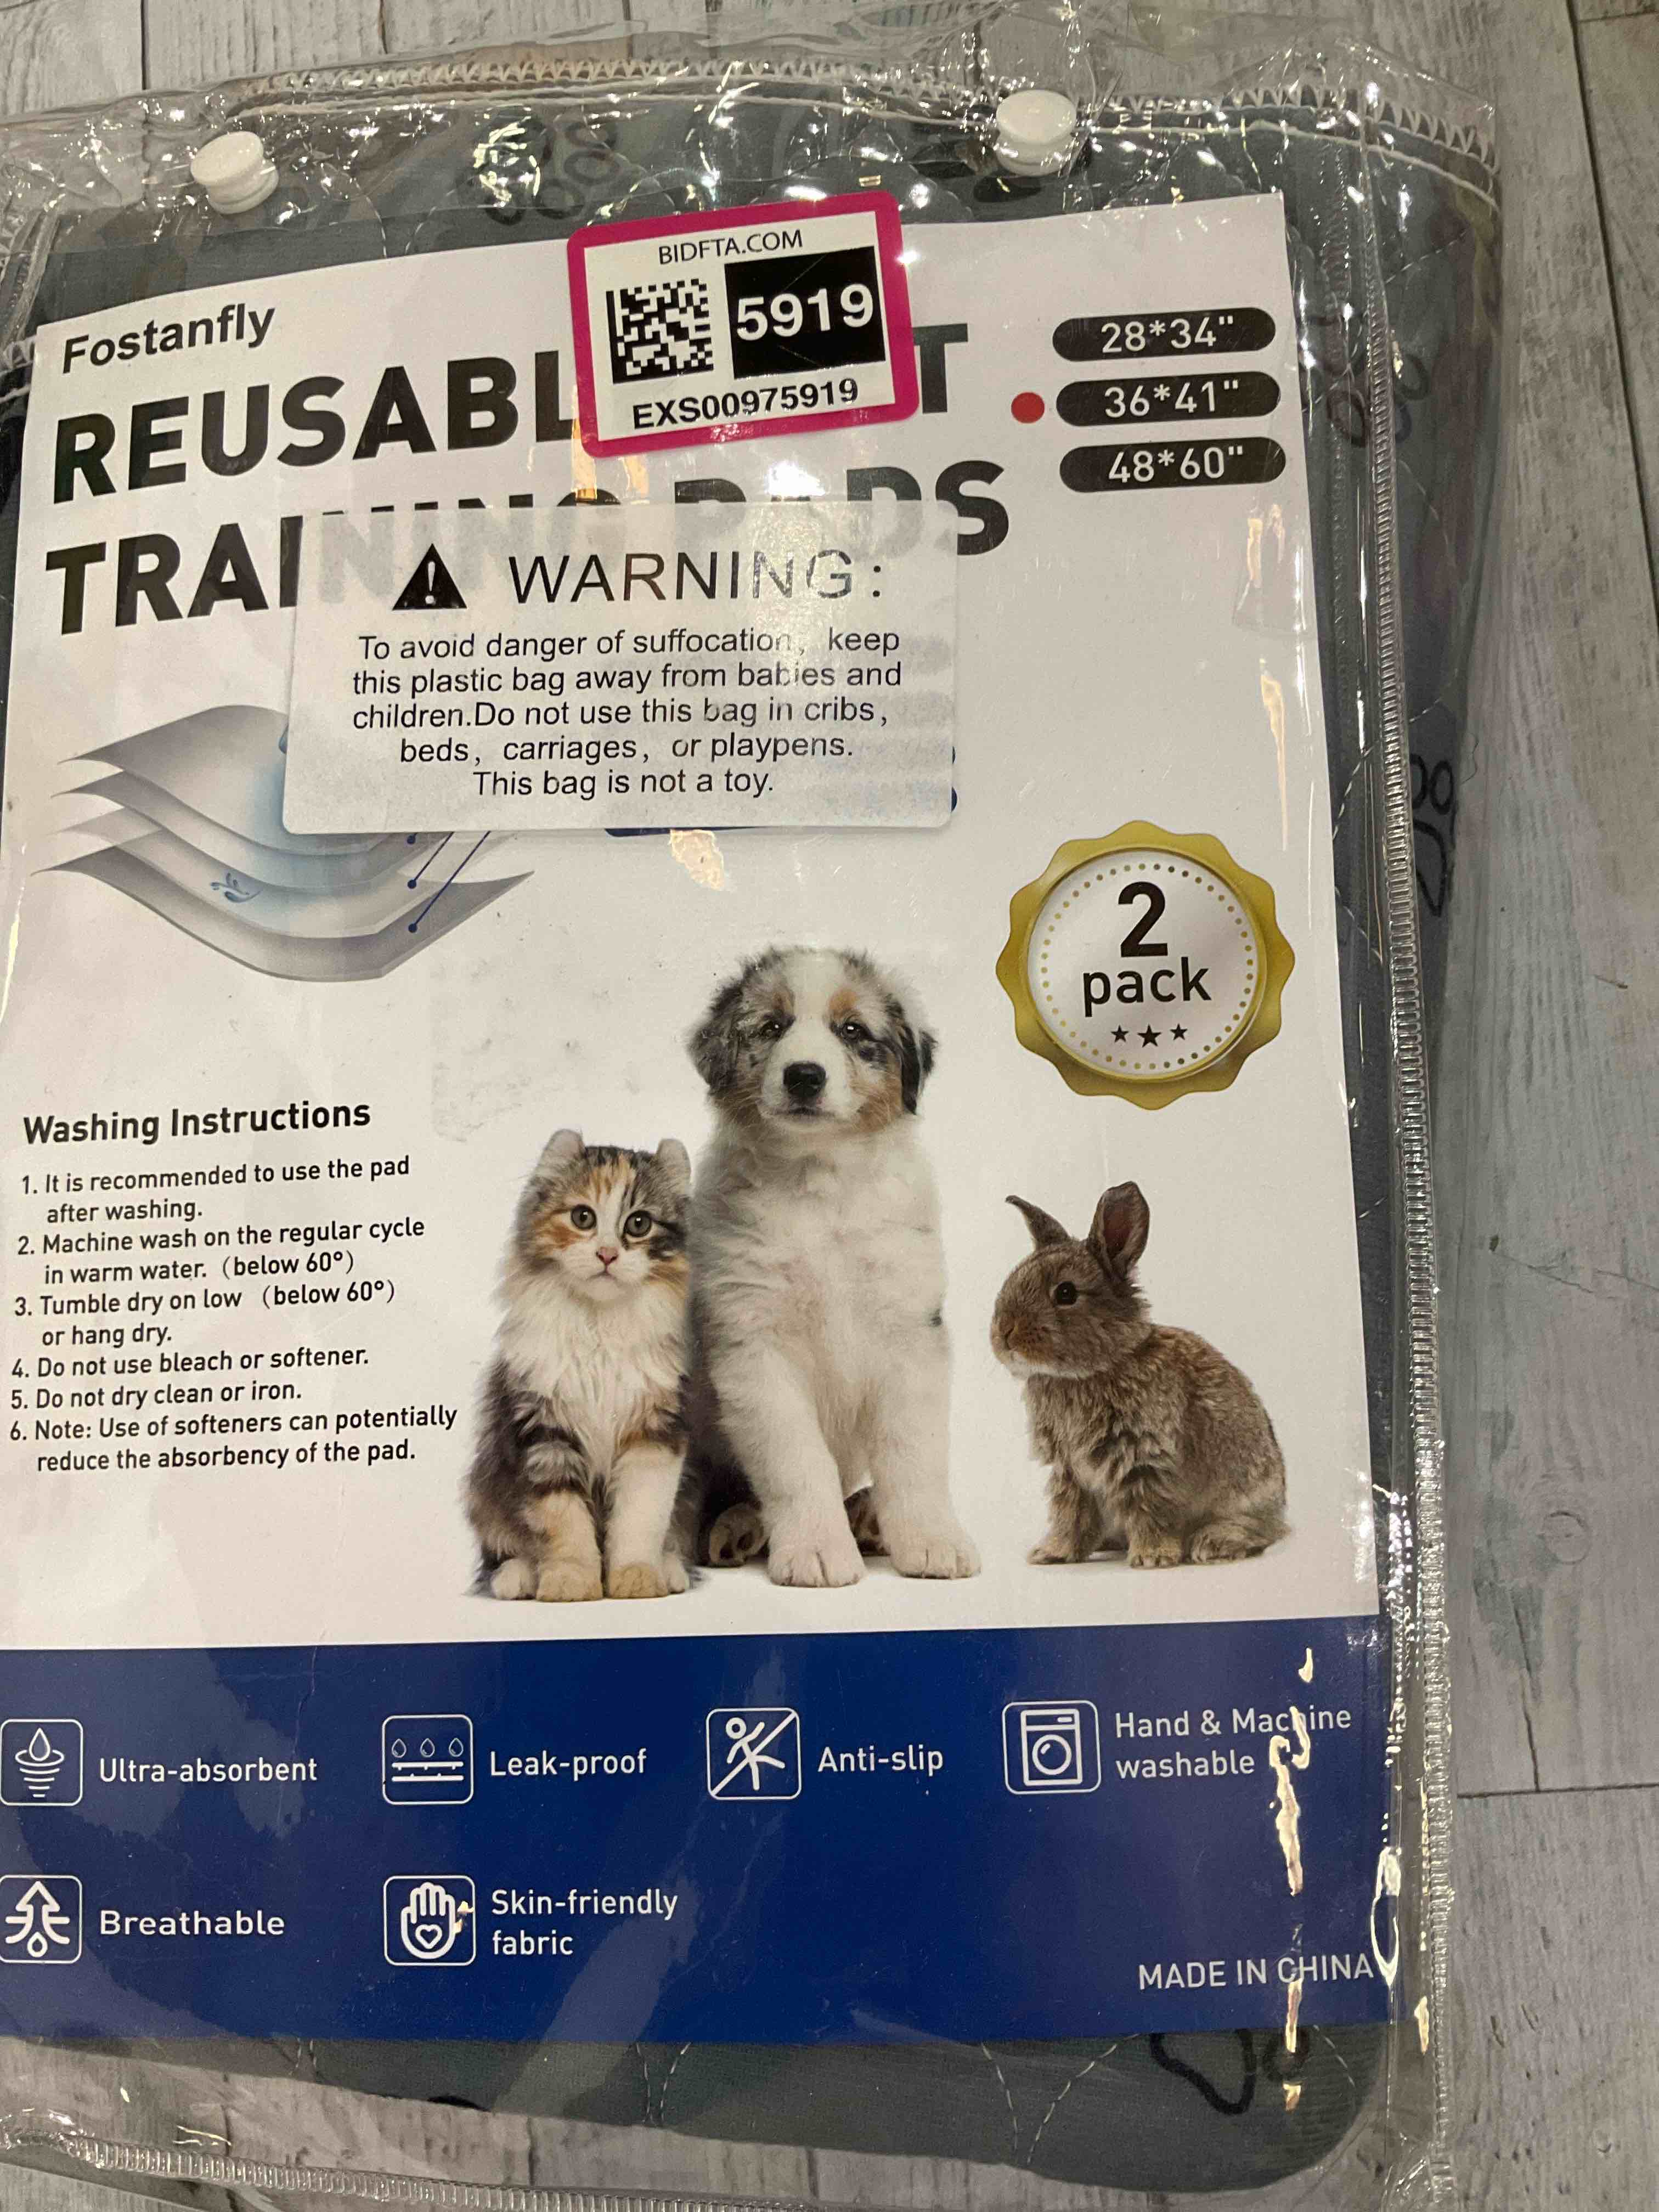 BIDFTA.COM
5919
EXS00975919
Fostanfly
REUSABL T
TRAINING PADS
28*34"
36*41"
48*60"
WARNING:
To avoid danger of suffocation, keep
this plastic bag away from babies and
children.Do not use this bag in cribs,
beds, carriages, or playpens.
This bag is not a toy.
2
pack
Washing Instructions
1. It is recommended to use the pad
after washing.
2. Machine wash on the regular cycle
in warm water. (below 60°)
3. Tumble dry on low (below 60°)
or hang dry.
4. Do not use bleach or softener.
5. Do not dry clean or iron.
6. Note: Use of softeners can potentially
reduce the absorbency of the pad.
Ultra-absorbent
Leak-proof
Anti-slip
Hand & Machine
washable
Breathable
Skin-friendly
fabric
MADE IN CHINA